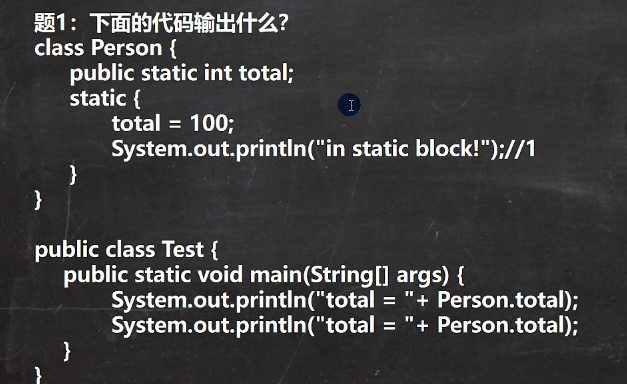 题1：下面的代码输出什么?
class Person {
public static int total;
static {
total = 100;
System.out.println("in static block!");//1
}
}
public class Test {
public static void main(String[] args) {
System.out.println("total = "+ Person.total);
System.out.println("total = "+ Person.total);
}
}